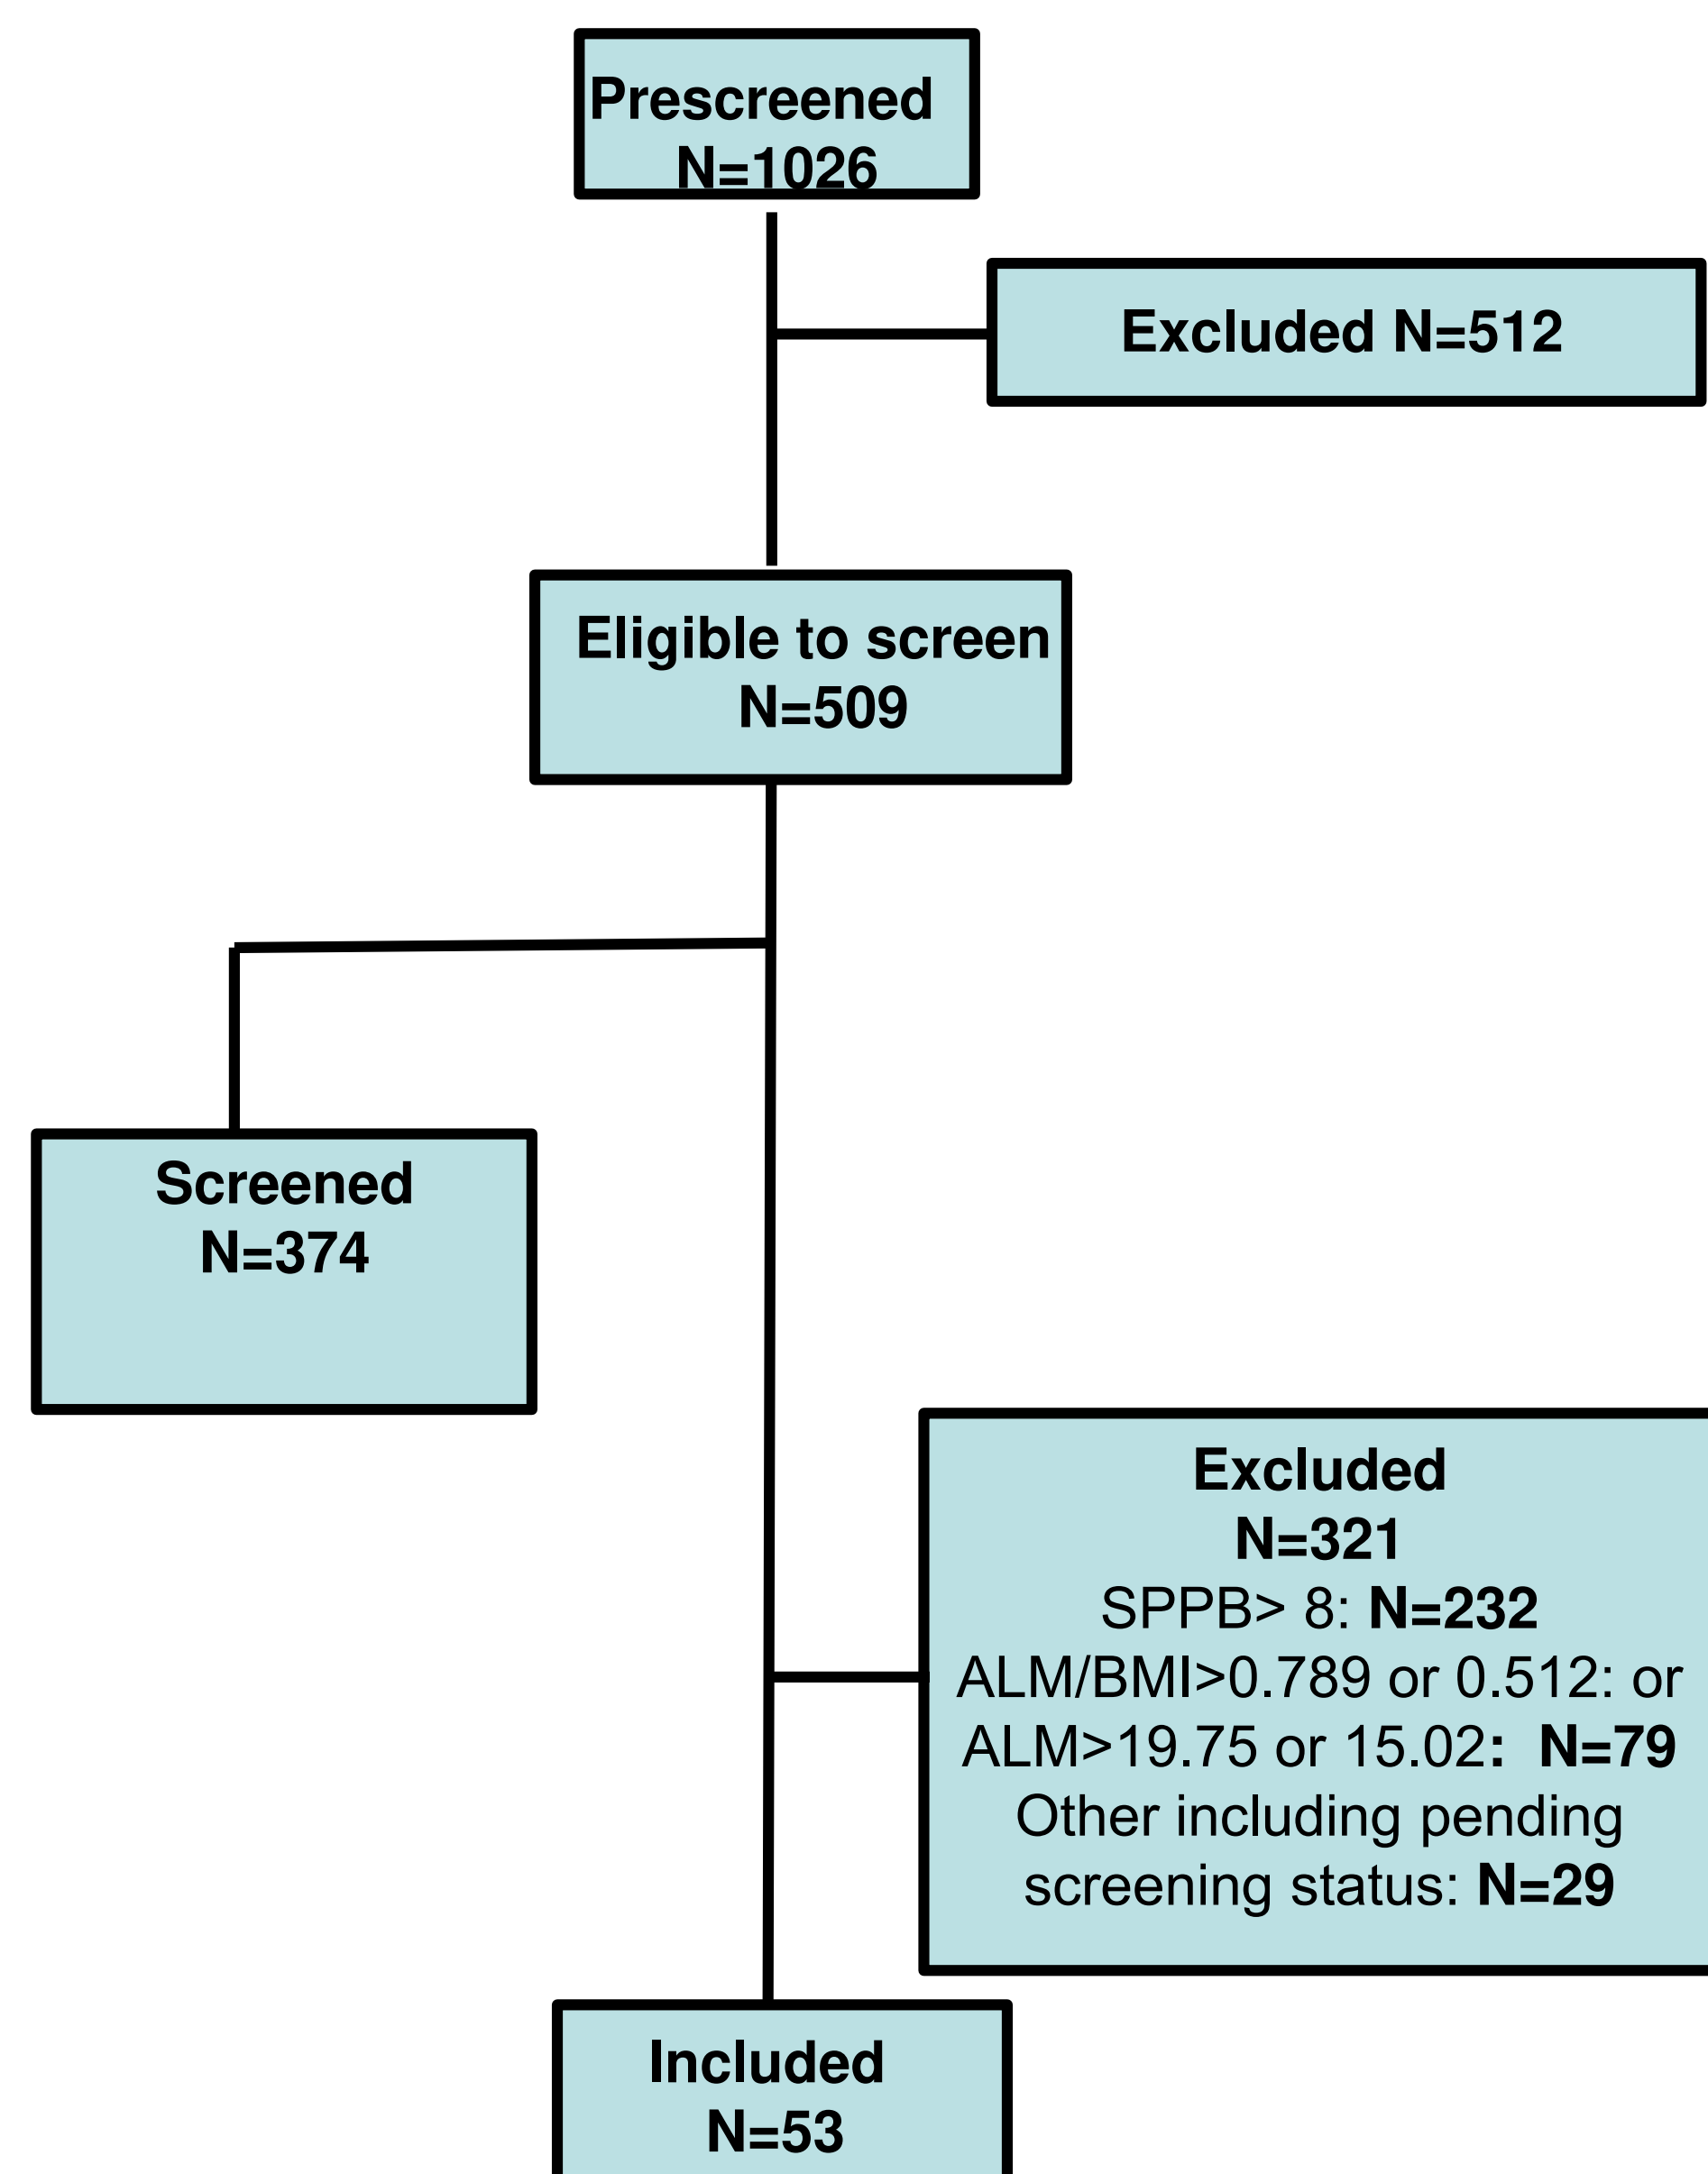 Prescreened
N=1026
Excluded N=512
Eligible to screen
N=509
Screened
N=374
Excluded
N=321
SPPB> 8: N=232
ALM/BMI>0.789 or 0.512: or
ALM>19.75 or 15.02: N=79
Other including pending
screening status: N=29
Included
N=53